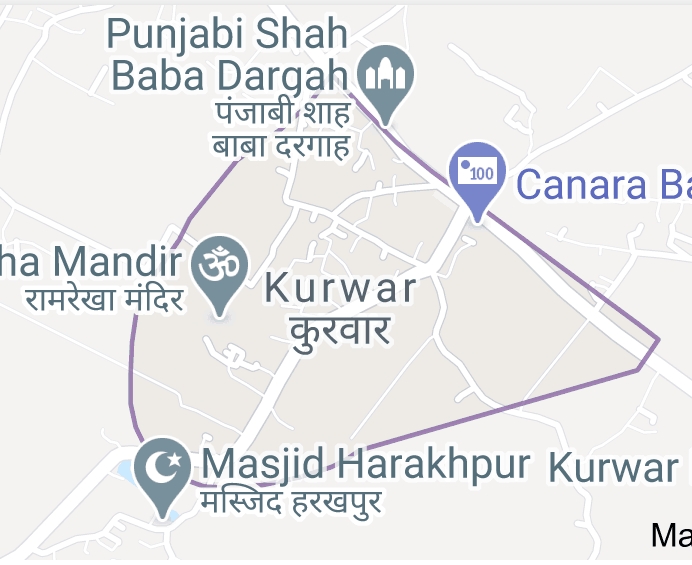 Punjabi Shah
Baba Dargah
पंजाबी शाह
बाबा दरगाह
100
Canara Ba
ha Mandir
रामरेखा मंदिर
Kurwar
कुरवार
Masjid Harakhpur
मस्जिद हरखपुर
Kurwar
Ma